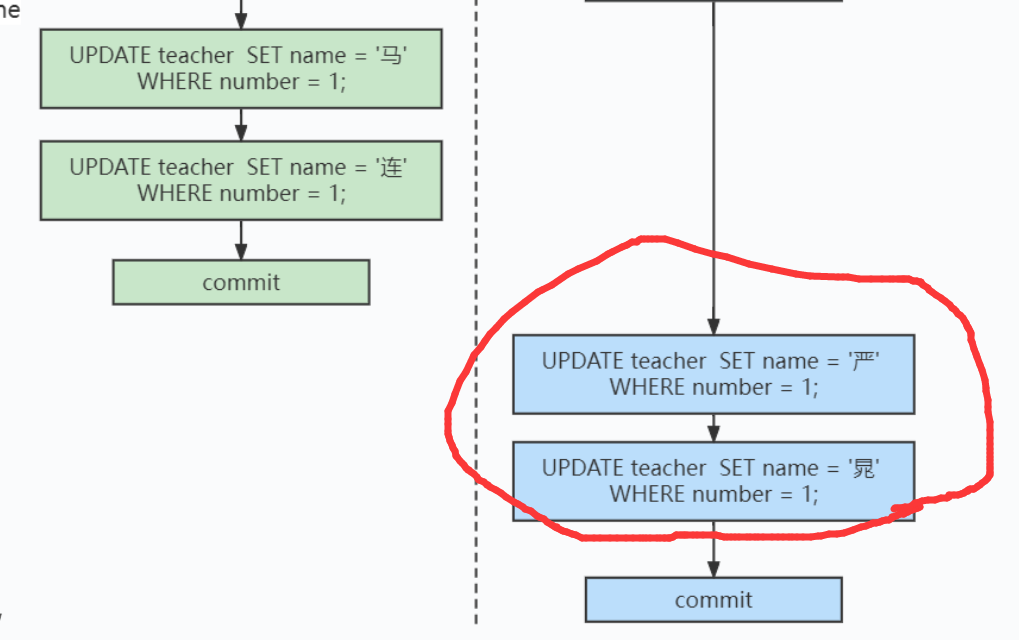 ne
UPDATE teacher SET name = '马'
WHERE number = 1;
UPDATE teacher SET name = '连'
WHERE number = 1;
commit
UPDATE teacher SET name = '严'
WHERE number = 1;
UPDATE teacher SET name = '晁'
WHERE number = 1;
commit